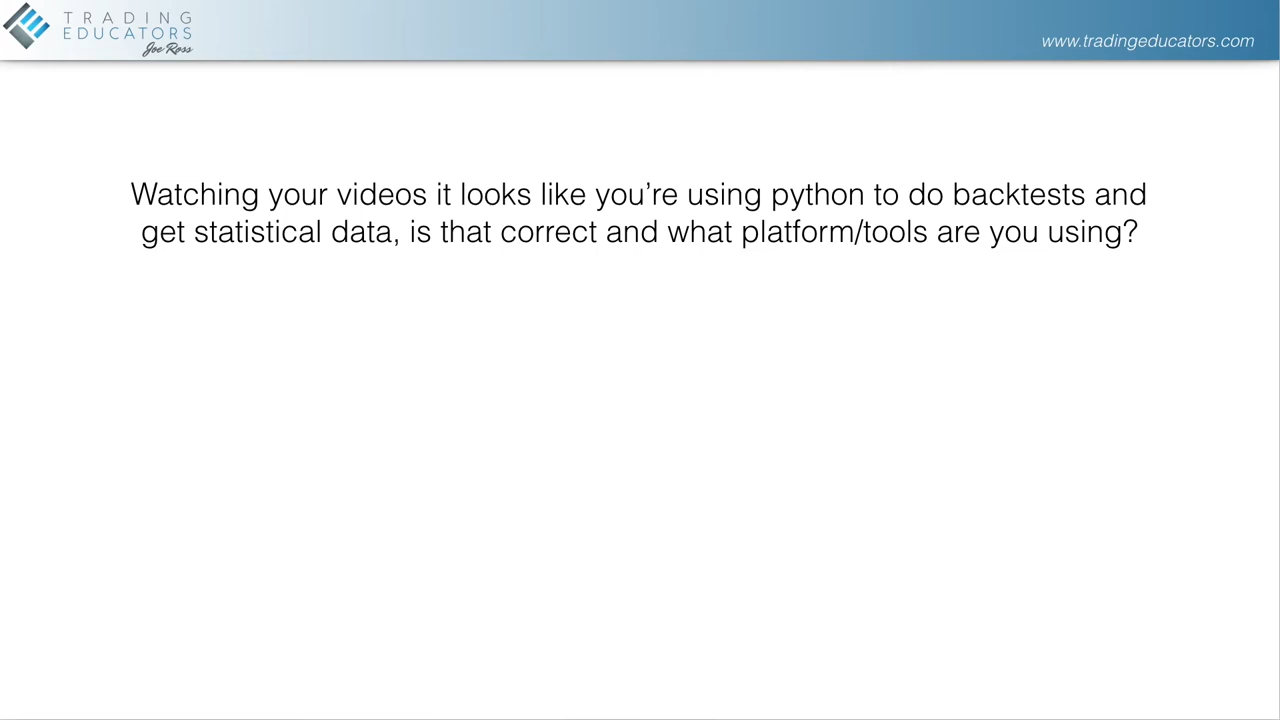 TRADING
EDUCATORS
Joe Ross
www.tradingeducators.com
Watching your videos it looks like you’re using python to do backtests and
get statistical data, is that correct and what platform/tools are you using?